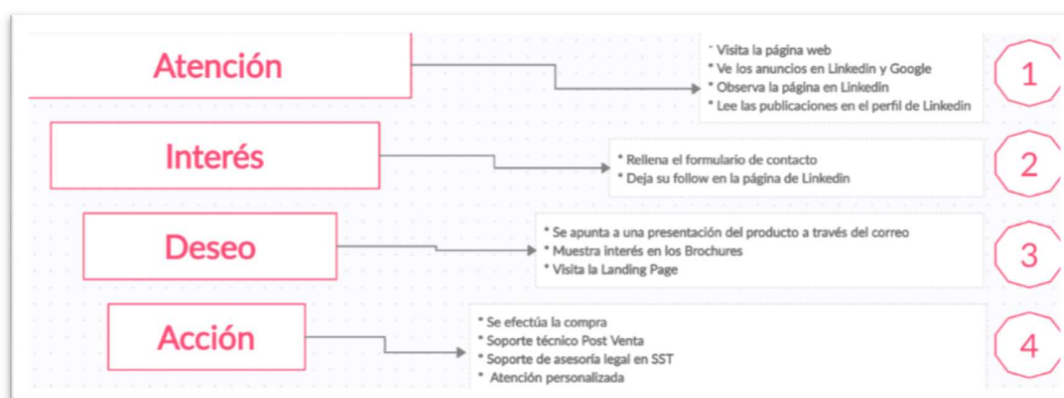 Atención
* Visita la página web
* Ve los anuncios en Linkedin y Google
* Observa la página en Linkedin
* Lee las publicaciones en el perfil de Linkedin
1
Interés
* Rellena el formulario de contacto
* Deja su follow en la página de Linkedin
2
Deseo
* Se apunta a una presentación del producto a través del correo
* Muestra interés en los Brochures
* Visita la Landing Page
3
Acción
* Se efectúa la compra
* Soporte técnico Post Venta
* Soporte de asesoría legal en SST
* Atención personalizada
4